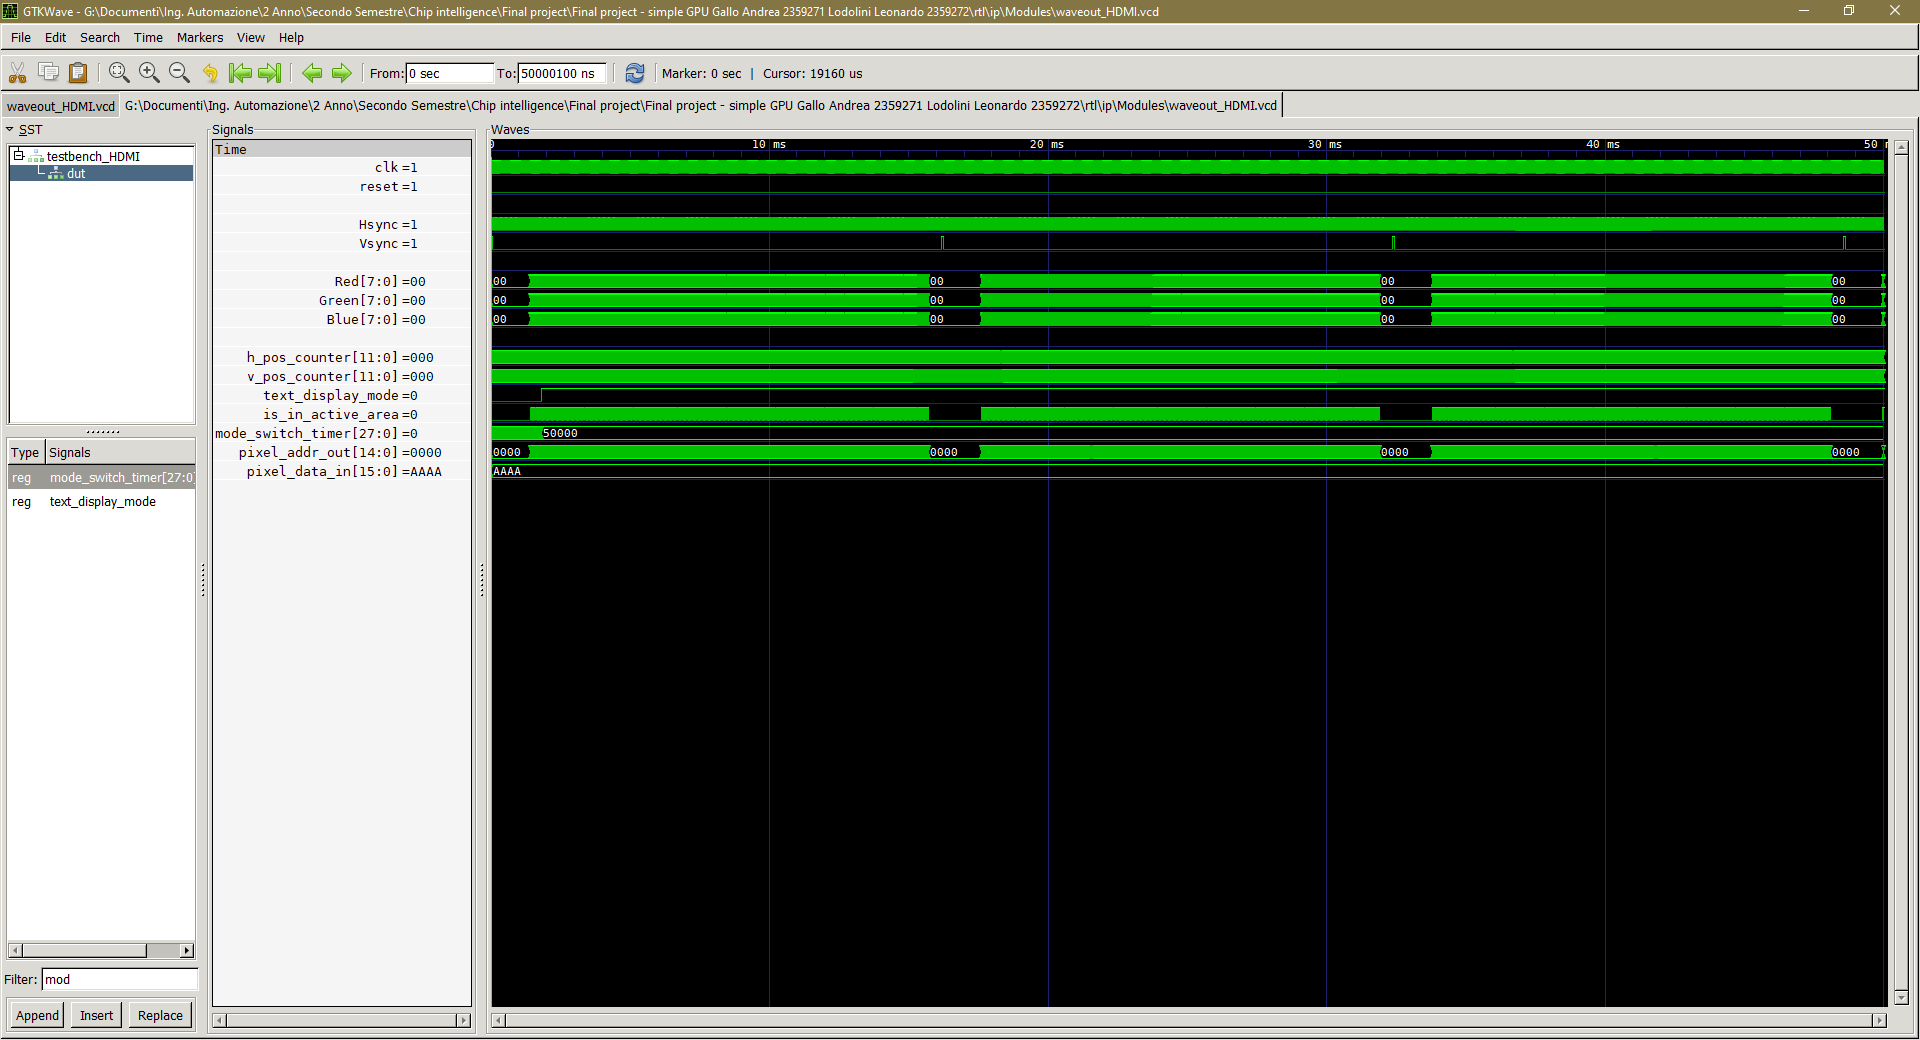 GTKWave - G:\Documenti\Ing. Automazione\2 Anno\Secondo Semestre\Chip intelligence\Final project\Final project - simple GPU Gallo Andrea 2359271 Lodolini Leonardo 2359272\rtl\ip\Modules\waveout_HDMI.vcd
File Edit Search Time Markers View Help
From: 0 sec To: 50000100 ns Marker: 0 sec | Cursor: 19160 us
waveout_HDMI.vcd G:\Documenti\Ing. Automazione\2 Anno\Secondo Semestre\Chip intelligence\Final project\Final project - simple GPU Gallo Andrea 2359271 Lodolini Leonardo 2359272\rtl\ip\Modules\waveout_HDMI.vcd
SST
testbench_HDMI
dut
Type Signals
reg mode_switch_timer[27:0]
reg text_display_mode
Filter: mod
Append Insert Replace
Signals
Time
clk =1
reset =1
Hsync =1
Vsync =1
Red[7:0] =00
Green[7:0] =00
Blue[7:0] =00
h_pos_counter[11:0] =000
v_pos_counter[11:0] =000
text_display_mode =0
is_in_active_area =0
mode_switch_timer[27:0] =0
pixel_addr_out[14:0] =0000
pixel_data_in[15:0] =AAAA
Waves
0 10 ms 20 ms 30 ms 40 ms 50 m
00 00 00 00
00 00 00 00
00 00 00 00
50000
0000 0000 0000 0000
AAAA